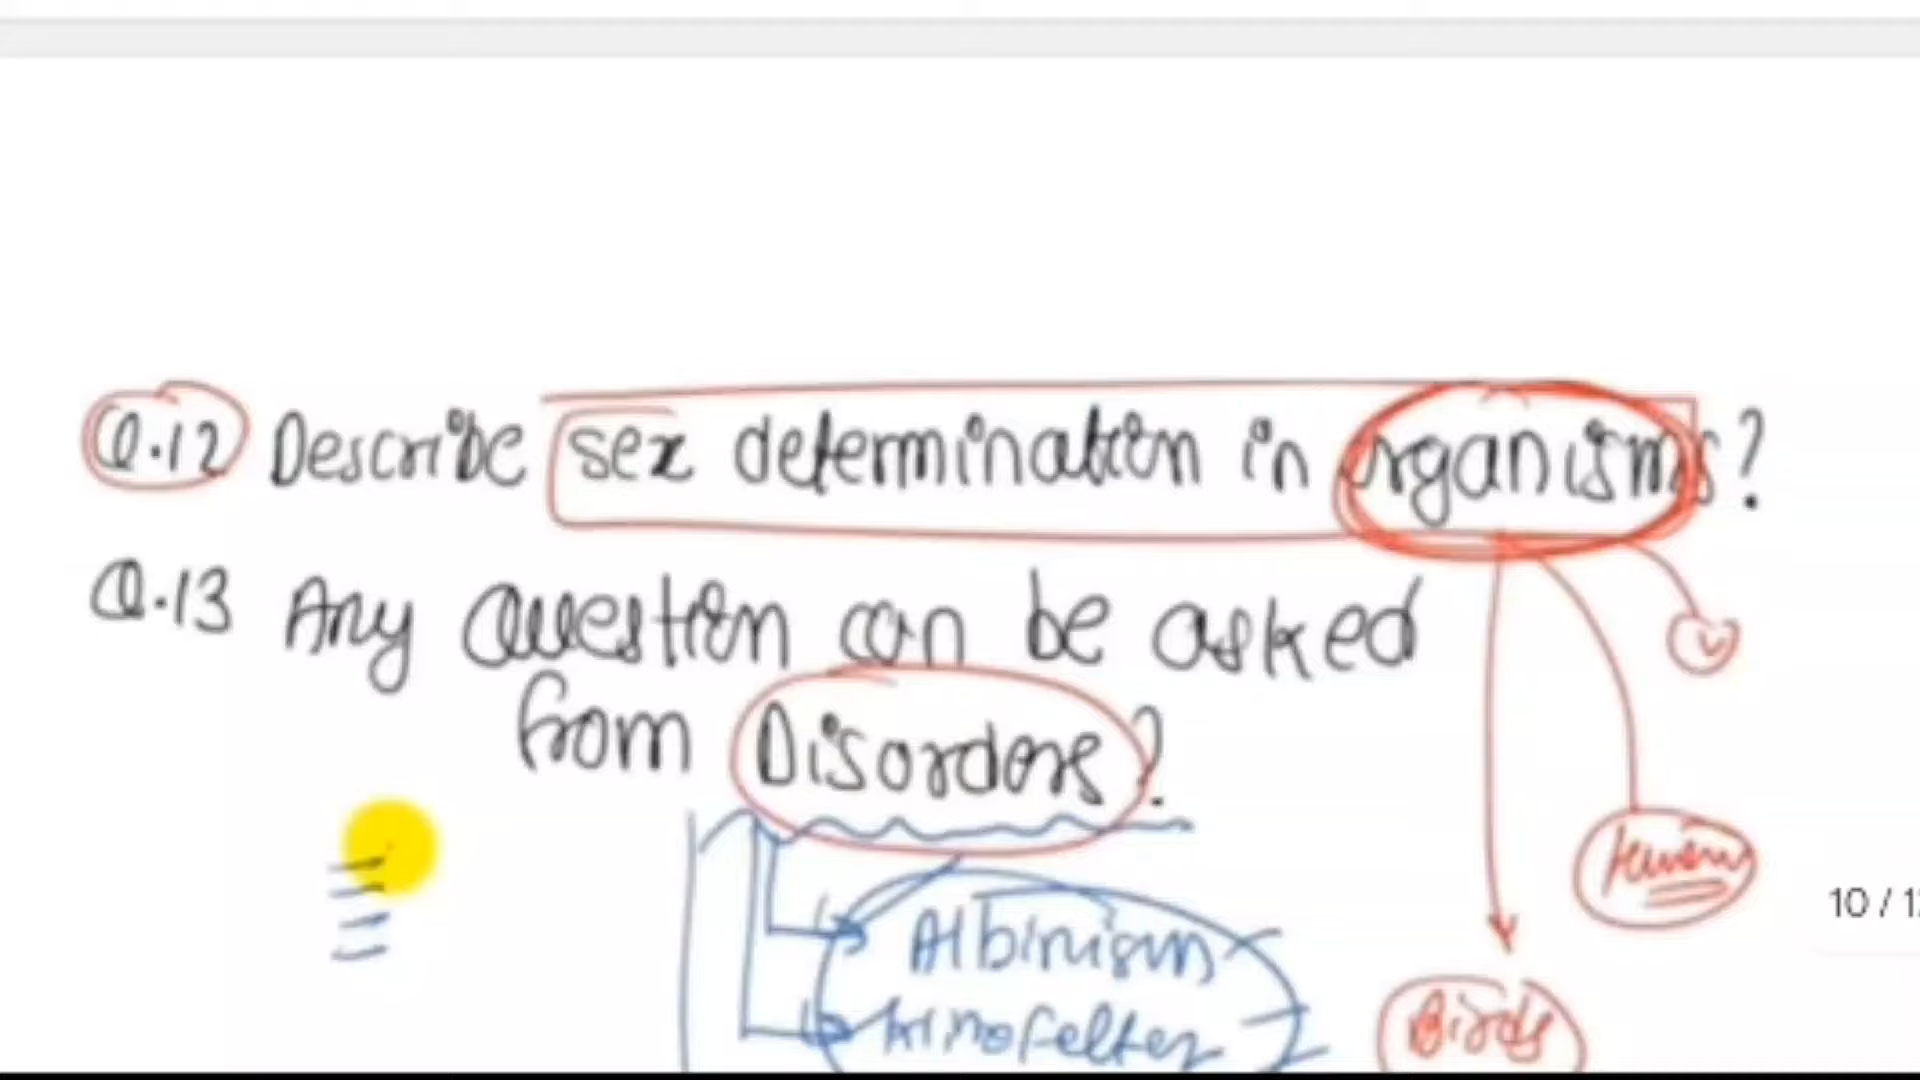 Q.12 Describe sex determination in organisms?
Q.13 Any Question can be asked
from Disorders?
Human
10 / 1
Albinism
Klinefelter
Birds